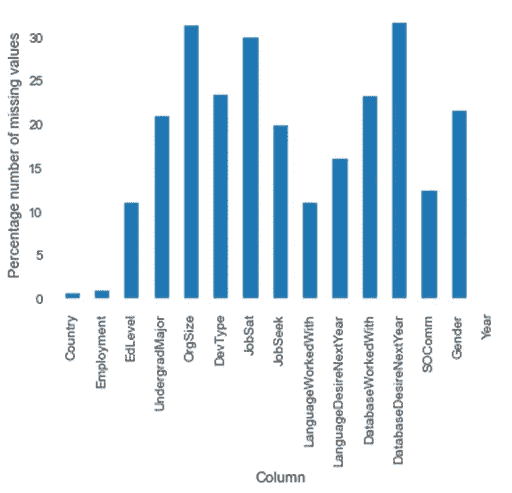 Percentage number of missing values
30
25
20
15
10
5
0
Country
Employment
EdLevel
UndergradMajor
OrgSize
DevType
JobSat
JobSeek
LanguageWorkedWith
LanguageDesireNextYear
DatabaseWorkedWith
DatabaseDesireNextYear
SOComm
Gender
Year
Column